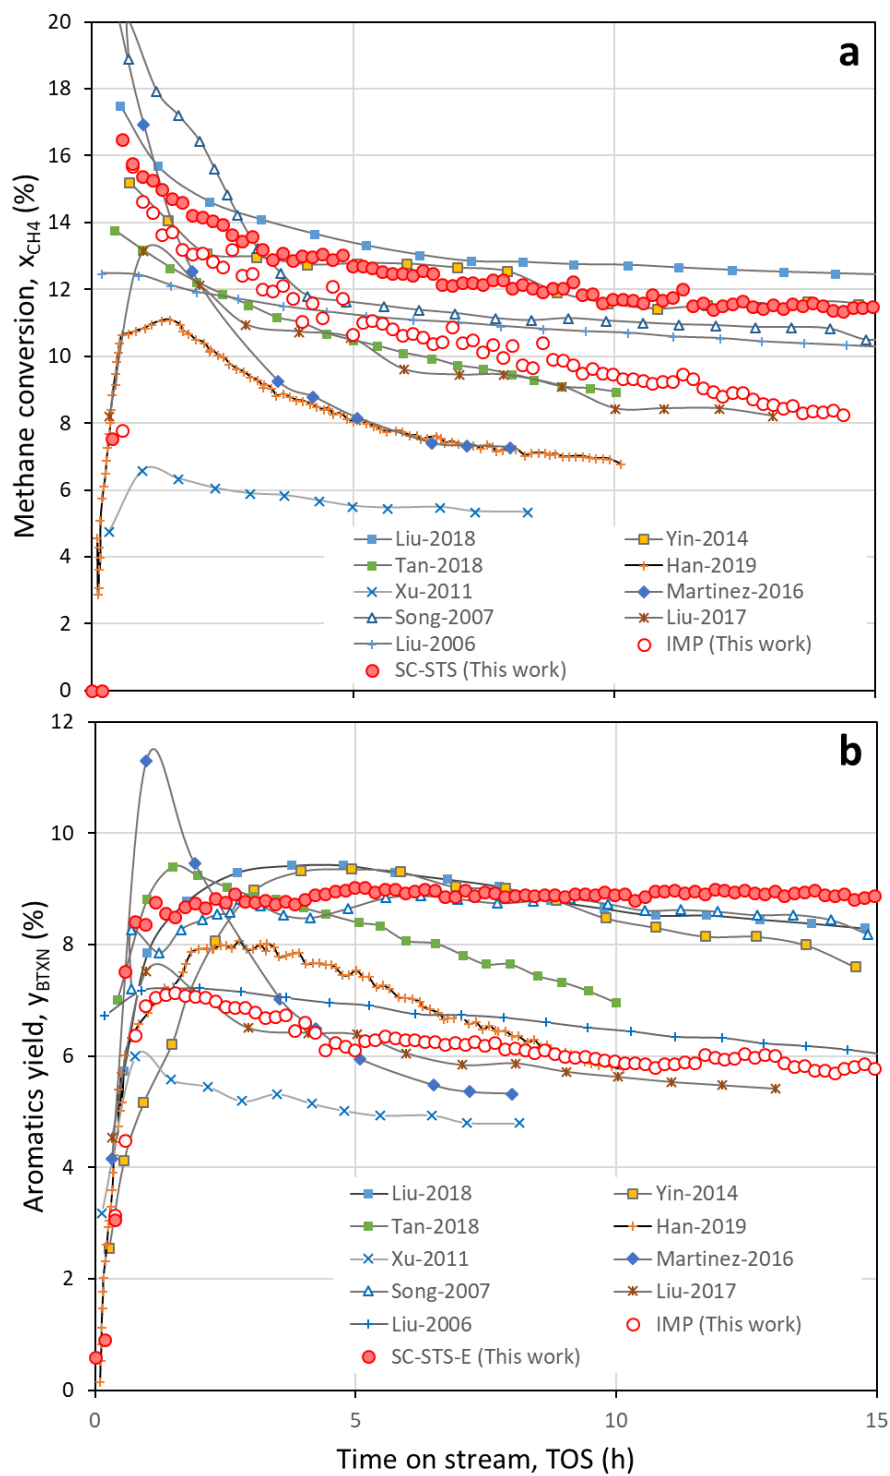 a
20
18
16
14
12
10
8
6
4
2
0
Methane conversion, xCH4 (%)
Liu-2018
Yin-2014
Tan-2018
Han-2019
Xu-2011
Martinez-2016
Song-2007
Liu-2017
Liu-2006
IMP (This work)
SC-STS (This work)
b
12
10
8
6
4
2
0
Aromatics yield, yBTXN (%)
Liu-2018
Yin-2014
Tan-2018
Han-2019
Xu-2011
Martinez-2016
Song-2007
Liu-2017
Liu-2006
IMP (This work)
SC-STS-E (This work)
0 5 10 15
Time on stream, TOS (h)